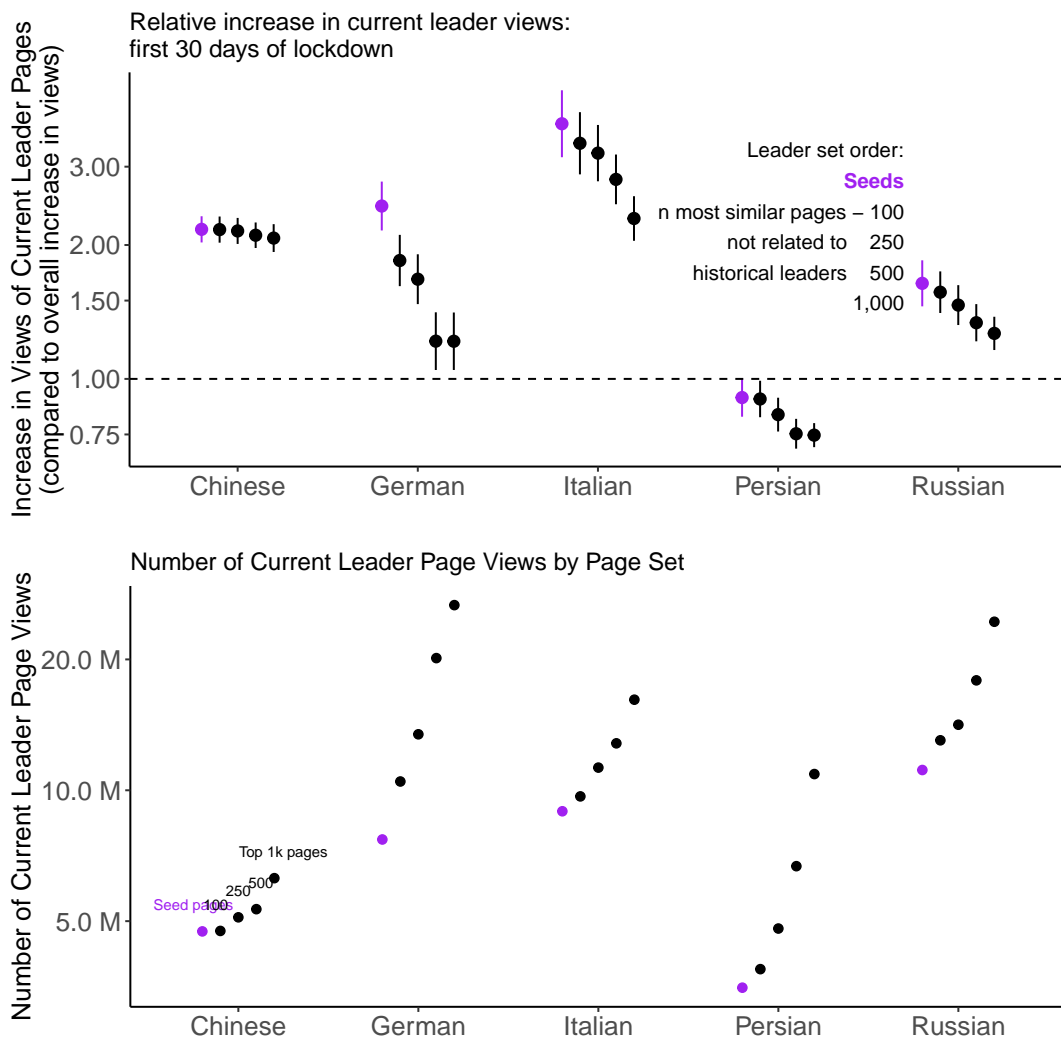 Relative increase in current leader views:
first 30 days of lockdown
Increase in Views of Current Leader Pages
(compared to overall increase in views)
3.00
2.00
1.50
1.00
0.75
Leader set order:
Seeds
n most similar pages – 100
not related to 250
historical leaders 500
1,000
Chinese German Italian Persian Russian
Number of Current Leader Page Views by Page Set
Number of Current Leader Page Views
20.0 M
10.0 M
5.0 M
Top 1k pages
500
250
100
Seed pages
Chinese German Italian Persian Russian